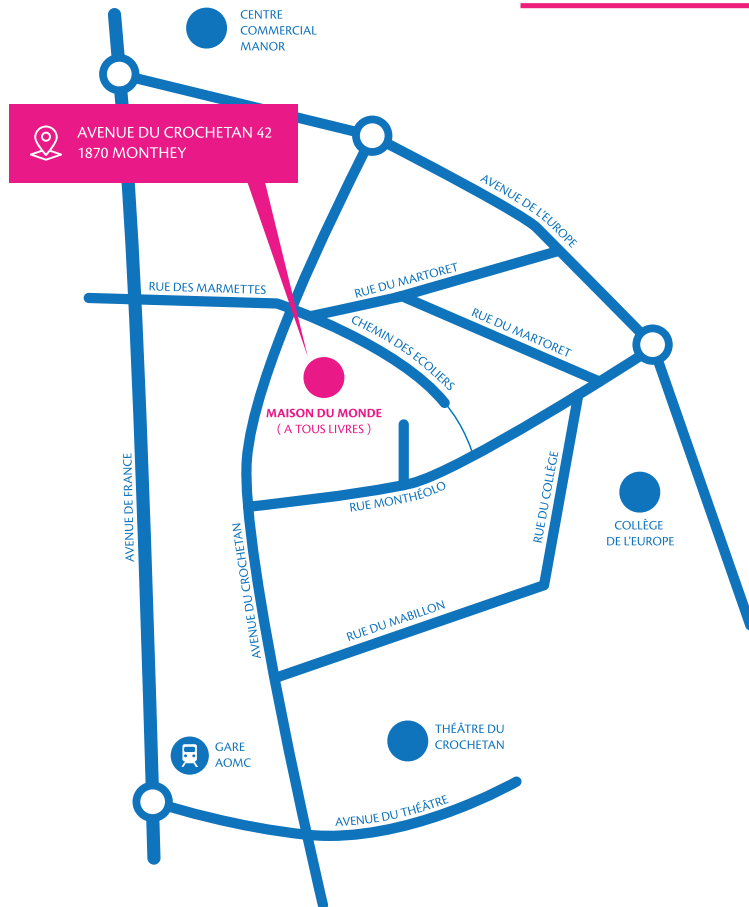 CENTRE
COMMERCIAL
MANOR
AVENUE DU CROCHETAN 42
1870 MONTHEY
AVENUE DE L'EUROPE
RUE DES MARMETTES
RUE DU MARTORET
RUE DU MARTORET
CHEMIN DES ECOLIERS
MAISON DU MONDE
( A TOUS LIVRES )
AVENUE DE FRANCE
RUE MONTHÉOLO
RUE DU COLLÈGE
COLLÈGE
DE L'EUROPE
AVENUE DU CROCHETAN
RUE DU MABILLON
GARE
AOMC
THÉÂTRE DU
CROCHETAN
AVENUE DU THÉÂTRE